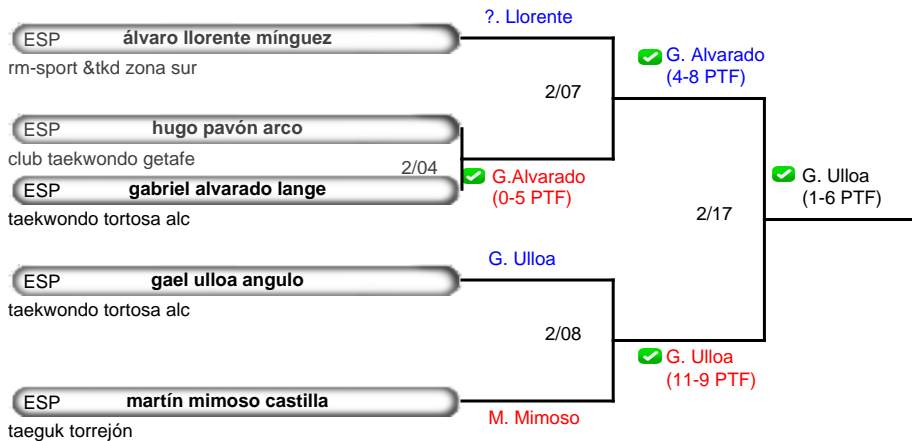 ?. Llorente
ESP álvaro llorente mínguez
rm-sport &tkd zona sur
G. Alvarado
(4-8 PTF)
2/07
ESP hugo pavón arco
club taekwondo getafe
2/04
G.Alvarado
(0-5 PTF)
G. Ulloa
(1-6 PTF)
ESP gabriel alvarado lange
taekwondo tortosa alc
2/17
G. Ulloa
ESP gael ulloa angulo
taekwondo tortosa alc
2/08
G. Ulloa
(11-9 PTF)
ESP martín mimoso castilla
M. Mimoso
taeguk torrejón